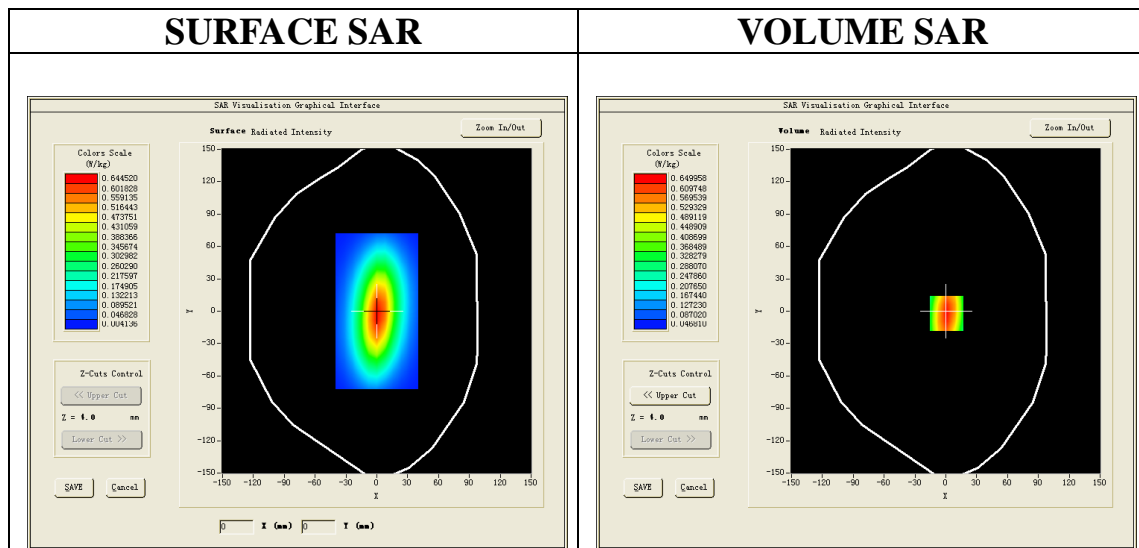 SURFACE SAR
VOLUME SAR
SAR Visualisation Graphical Interface
Surface Radiated Intensity
Zoom In/Out
Colors Scale
(W/kg)
0.644520
0.601828
0.559135
0.516443
0.473751
0.431059
0.388366
0.345674
0.302982
0.260290
0.217597
0.174905
0.132213
0.089521
0.046828
0.004136
150
120
90
60
30
0
-30
-60
-90
-120
-150
Y
-150 -120 -90 -60 -30 0 30 60 90 120 150
X
Z-Cuts Control
<< Upper Cut
Z = 4.0 mm
Lower Cut >>
SAVE Cancel
0 X (mm) 0 Y (mm)
SAR Visualisation Graphical Interface
Volume Radiated Intensity
Zoom In/Out
Colors Scale
(W/kg)
0.649958
0.609748
0.569539
0.529329
0.489119
0.448909
0.408699
0.368489
0.328279
0.288070
0.247860
0.207650
0.167440
0.127230
0.087020
0.046810
150
120
90
60
30
0
-30
-60
-90
-120
-150
Y
-150 -120 -90 -60 -30 0 30 60 90 120 150
X
Z-Cuts Control
<< Upper Cut
Z = 4.0 mm
Lower Cut >>
SAVE Cancel